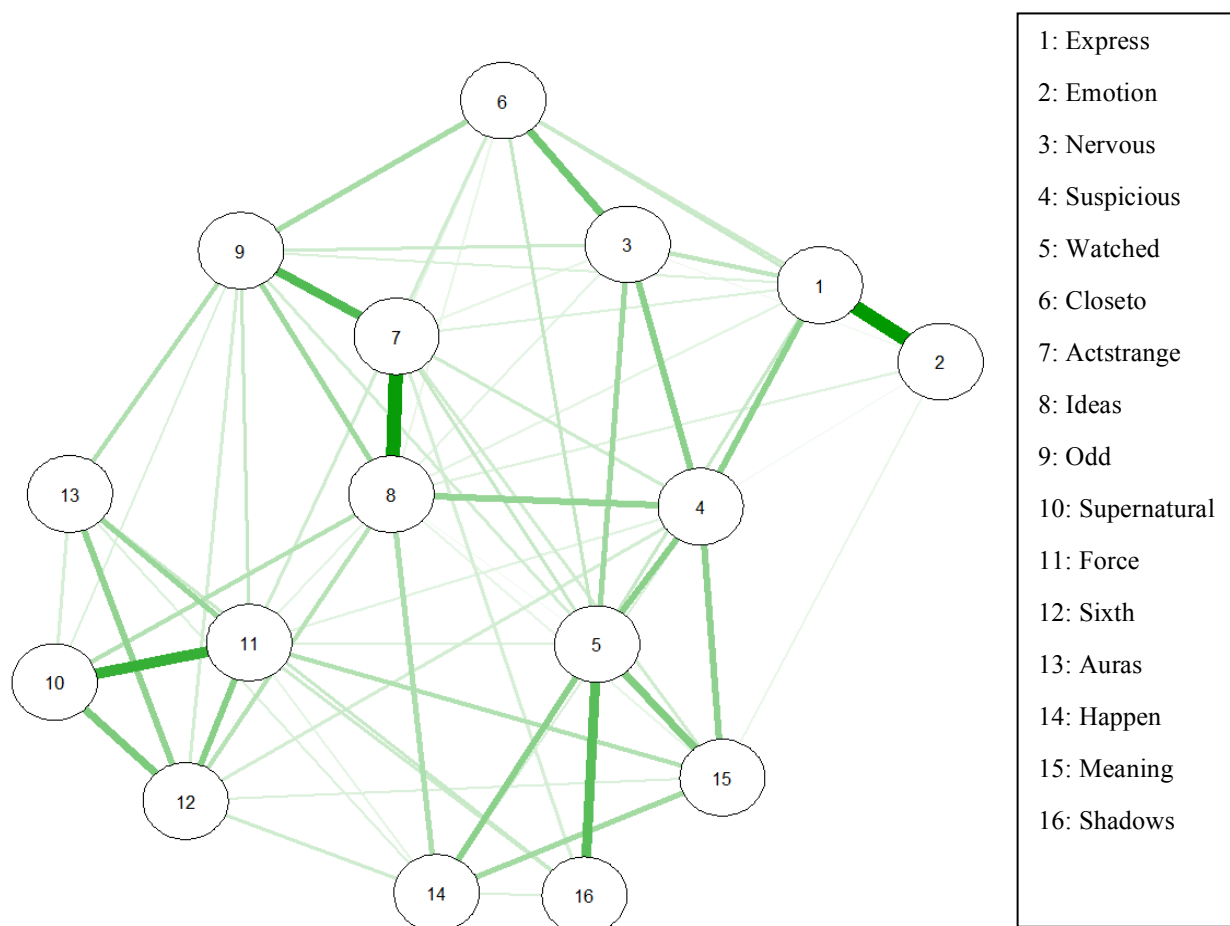 6
3
9
1
7
2
8
13
4
11
5
10
15
12
14
16
1: Express
2: Emotion
3: Nervous
4: Suspicious
5: Watched
6: Closeto
7: Actstrange
8: Ideas
9: Odd
10: Supernatural
11: Force
12: Sixth
13: Auras
14: Happen
15: Meaning
16: Shadows